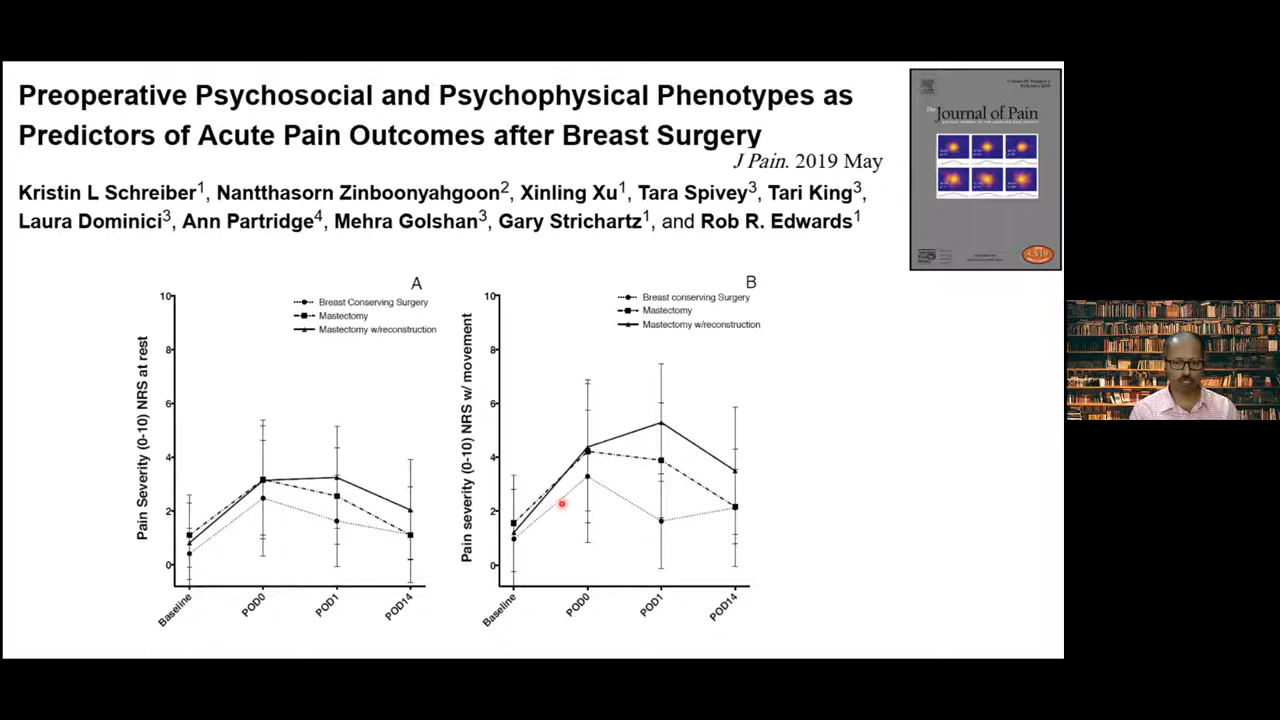 Preoperative Psychosocial and Psychophysical Phenotypes as
Predictors of Acute Pain Outcomes after Breast Surgery
J Pain. 2019 May
Kristin L Schreiber1, Nantthasorn Zinboonyahgoon2, Xinling Xu1, Tara Spivey3, Tari King3,
Laura Dominici3, Ann Partridge4, Mehra Golshan3, Gary Strichartz1, and Rob R. Edwards1
The Journal of Pain
4.519
A
Pain Severity (0-10) NRS at rest
10
8
6
4
2
0
Breast Conserving Surgery
Mastectomy
Mastectomy w/reconstruction
Baseline
POD0
POD1
POD14
B
Pain severity (0-10) NRS w/ movement
10
8
6
4
2
0
Breast conserving Surgery
Mastectomy
Mastectomy w/reconstruction
Baseline
POD0
POD1
POD14